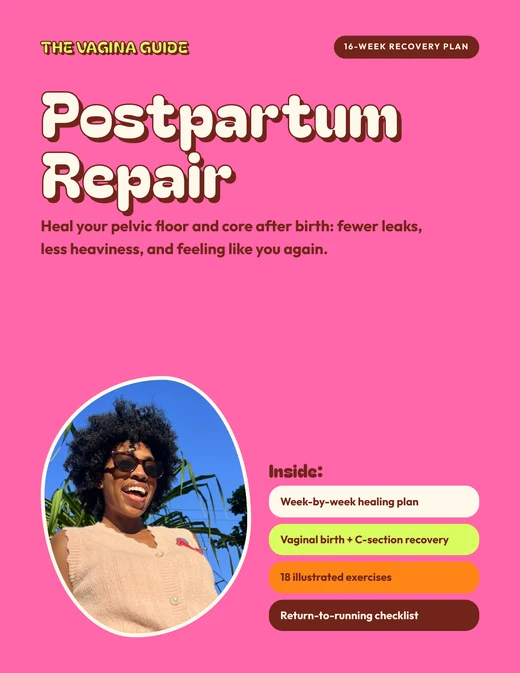 THE VAGINA GUIDE
16-WEEK RECOVERY PLAN
Postpartum
Repair
Heal your pelvic floor and core after birth: fewer leaks,
less heaviness, and feeling like you again.
Inside:
Week-by-week healing plan
Vaginal birth + C-section recovery
18 illustrated exercises
Return-to-running checklist